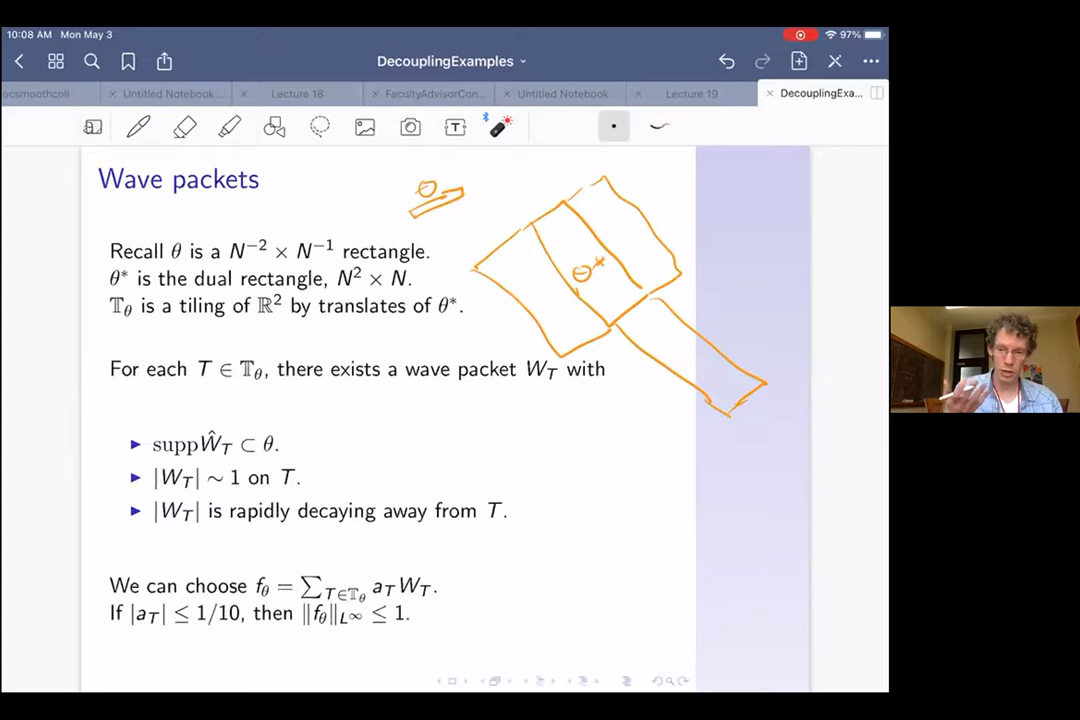 10:08 AM Mon May 3
97%
DecouplingExamples
ocsmoothcoll
Untitled Notebook...
Lecture 18
FacultyAdvisorCon...
Untitled Notebook...
Lecture 19
DecouplingExa...
Wave packets
θ
Recall θ is a N⁻² × N⁻¹ rectangle.
θ* is the dual rectangle, N² × N.
θ*
𝕋_θ is a tiling of ℝ² by translates of θ*.
For each T ∈ 𝕋_θ, there exists a wave packet W_T with
supp Ŵ_T ⊂ θ.
|W_T| ~ 1 on T.
|W_T| is rapidly decaying away from T.
We can choose f_θ = ∑_{T∈𝕋_θ} a_T W_T.
If |a_T| ≤ 1/10, then ‖f_θ‖_{L^∞} ≤ 1.